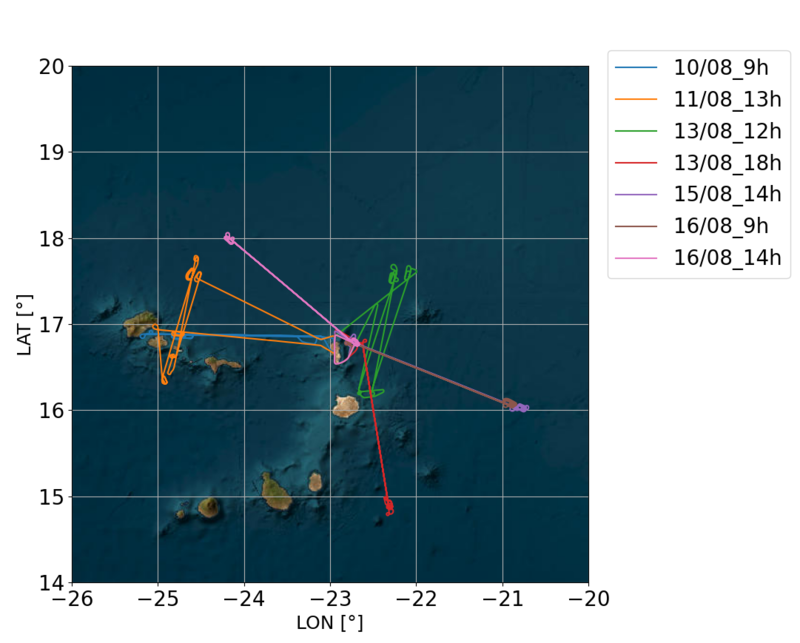 10/08_9h
11/08_13h
13/08_12h
13/08_18h
15/08_14h
16/08_9h
16/08_14h
20
19
18
17
16
15
14
LAT [°]
−26 −25 −24 −23 −22 −21 −20
LON [°]